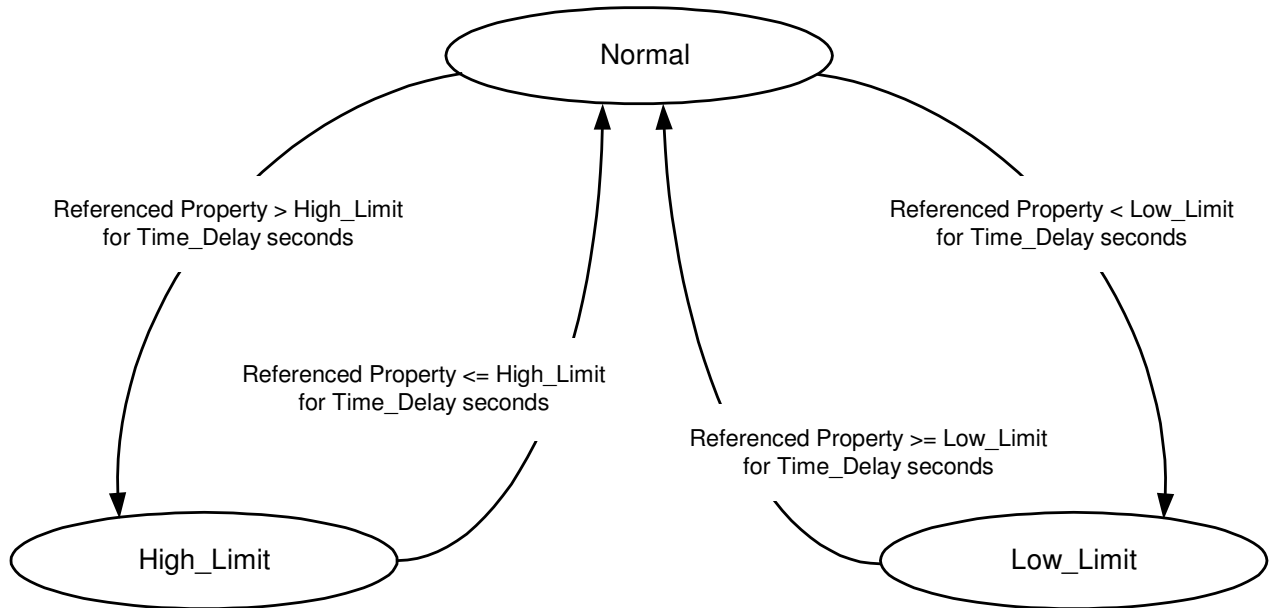 Normal
Referenced Property > High_Limit
for Time_Delay seconds
Referenced Property < Low_Limit
for Time_Delay seconds
Referenced Property <= High_Limit
for Time_Delay seconds
Referenced Property >= Low_Limit
for Time_Delay seconds
High_Limit
Low_Limit